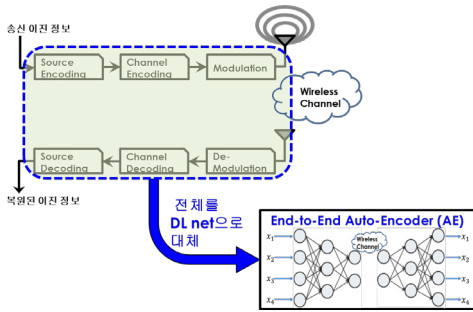 송신 이진 정보
Source
Encoding
Channel
Encoding
Modulation
Wireless
Channel
Source
Decoding
Channel
Decoding
De-
Modulation
복원된 이진 정보
전체를
DL net으로
대체
End-to-End Auto-Encoder (AE)
Wireless
Channel
x₁
x₂
x₃
x₄
x₁
x₂
x₃
x₄